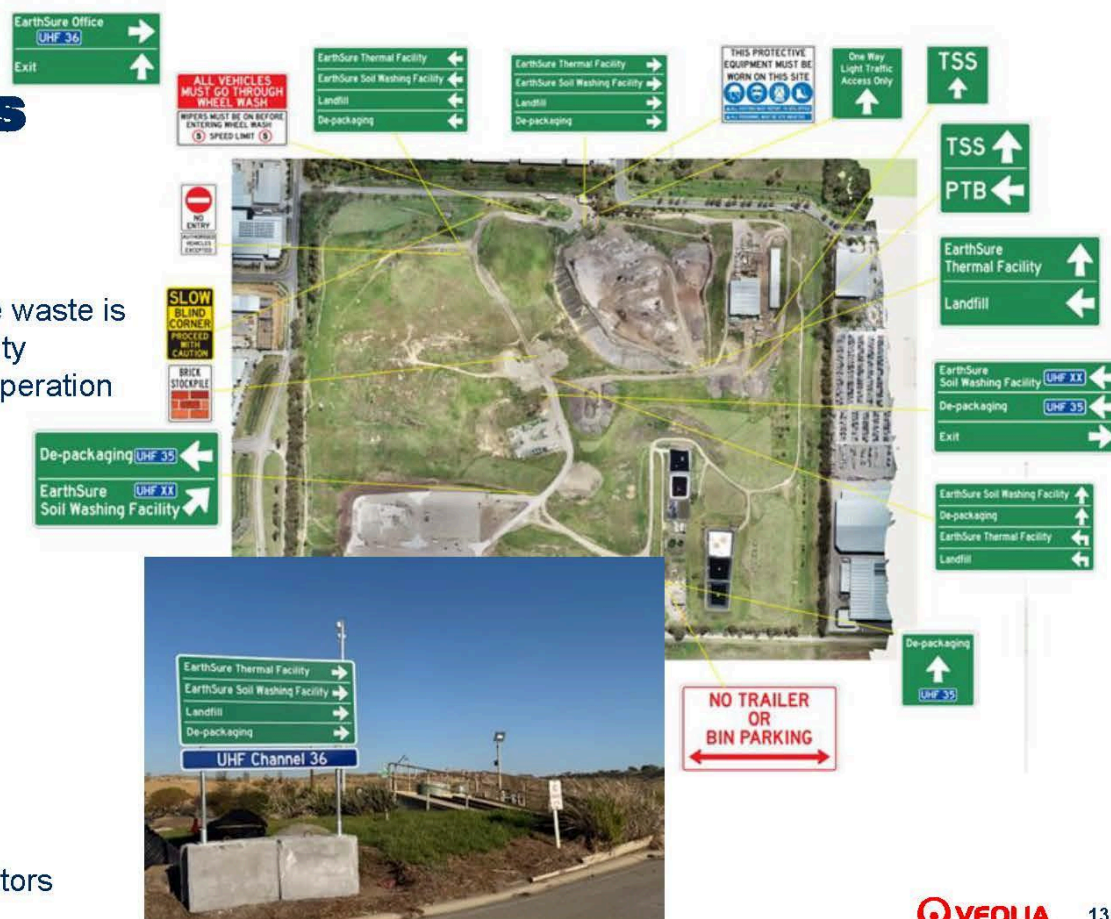 EarthSure Office
UHF 36
Exit
s
ALL VEHICLES
MUST GO THROUGH
WHEEL WASH
WIPERS MUST BE ON BEFORE
ENTERING WHEEL WASH
5 SPEED LIMIT 5
EarthSure Thermal Facility
EarthSure Soil Washing Facility
Landfill
De-packaging
EarthSure Thermal Facility
EarthSure Soil Washing Facility
Landfill
De-packaging
THIS PROTECTIVE
EQUIPMENT MUST BE
WORN ON THIS SITE
One Way
Light Traffic
Access Only
TSS
TSS
PTB
NO
ENTRY
AUTHORISED
VEHICLES
EXCEPTED
EarthSure
Thermal Facility
Landfill
SLOW
BLIND
CORNER
PROCEED
WITH
CAUTION
e waste is
ty
peration
BRICK
STOCKPILE
EarthSure
Soil Washing Facility UHF XX
De-packaging UHF 35
Exit
De-packaging UHF 35
EarthSure UHF XX
Soil Washing Facility
EarthSure Soil Washing Facility
De-packaging
EarthSure Thermal Facility
Landfill
De-packaging
UHF 35
NO TRAILER
OR
BIN PARKING
EarthSure Thermal Facility
EarthSure Soil Washing Facility
Landfill
De-packaging
UHF Channel 36
tors
VEOLIA 13